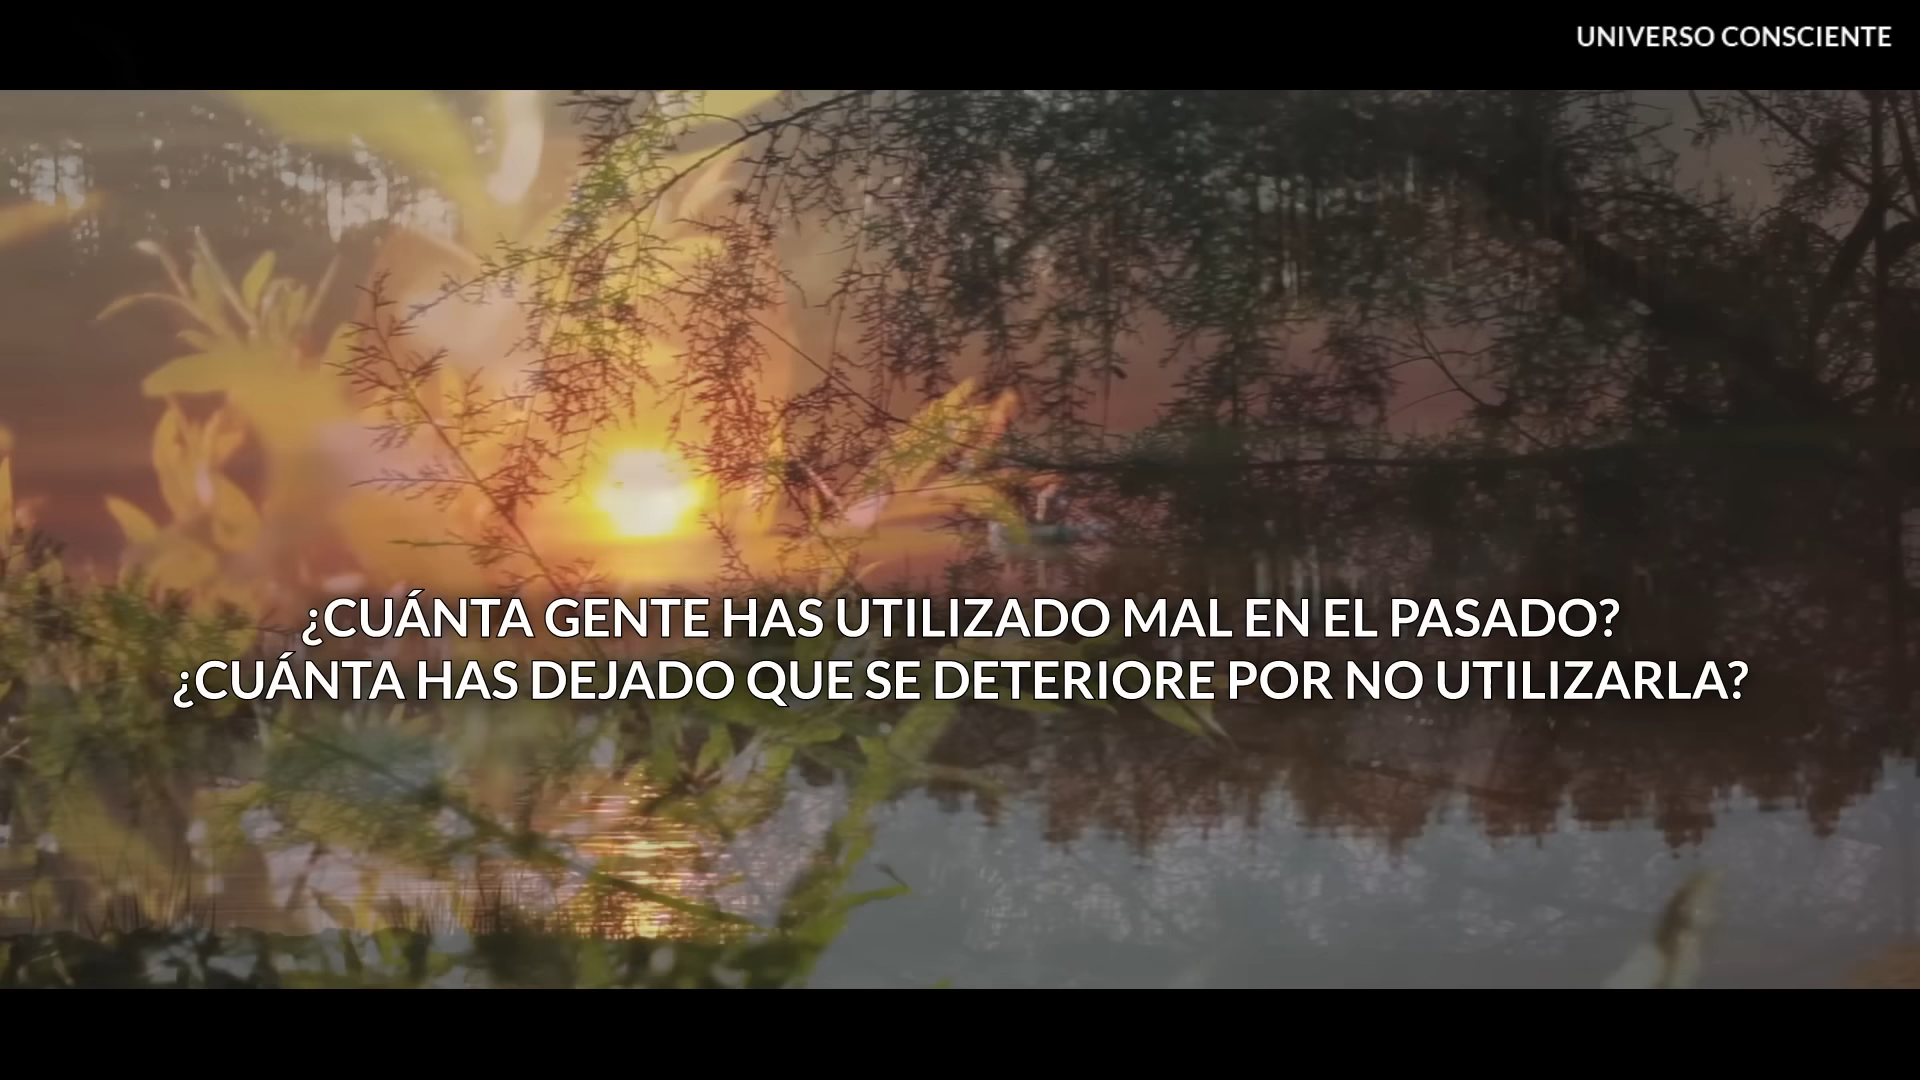 UNIVERSO CONSCIENTE
¿CUÁNTA GENTE HAS UTILIZADO MAL EN EL PASADO?
¿CUÁNTA HAS DEJADO QUE SE DETERIORE POR NO UTILIZARLA?